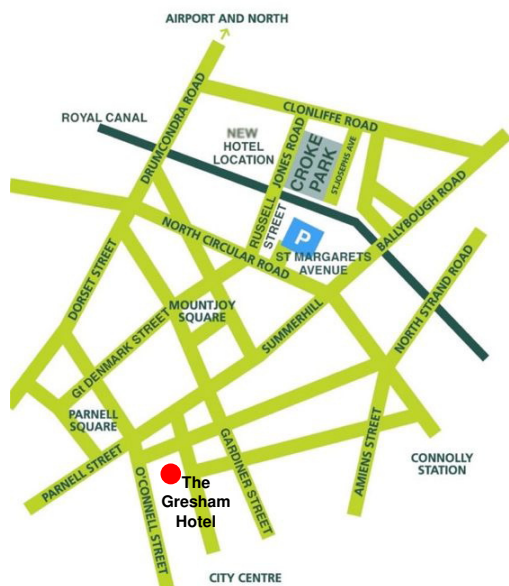 AIRPORT AND NORTH
DRUMCONDRA ROAD
CLONLIFFE ROAD
ROYAL CANAL
NEW
HOTEL
LOCATION
JONES ROAD
CROKE
PARK
ST.JOSEPHS AVE
RUSSELL
STREET
P
BALLYBOUGH ROAD
NORTH CIRCULAR ROAD
ST MARGARETS
AVENUE
DORSET STREET
MOUNTJOY
SQUARE
NORTH STRAND ROAD
SUMMERHILL
GT DENMARK STREET
PARNELL
SQUARE
PARNELL STREET
O'CONNELL STREET
GARDINER STREET
AMIENS STREET
CONNOLLY
STATION
The
Gresham
Hotel
CITY CENTRE